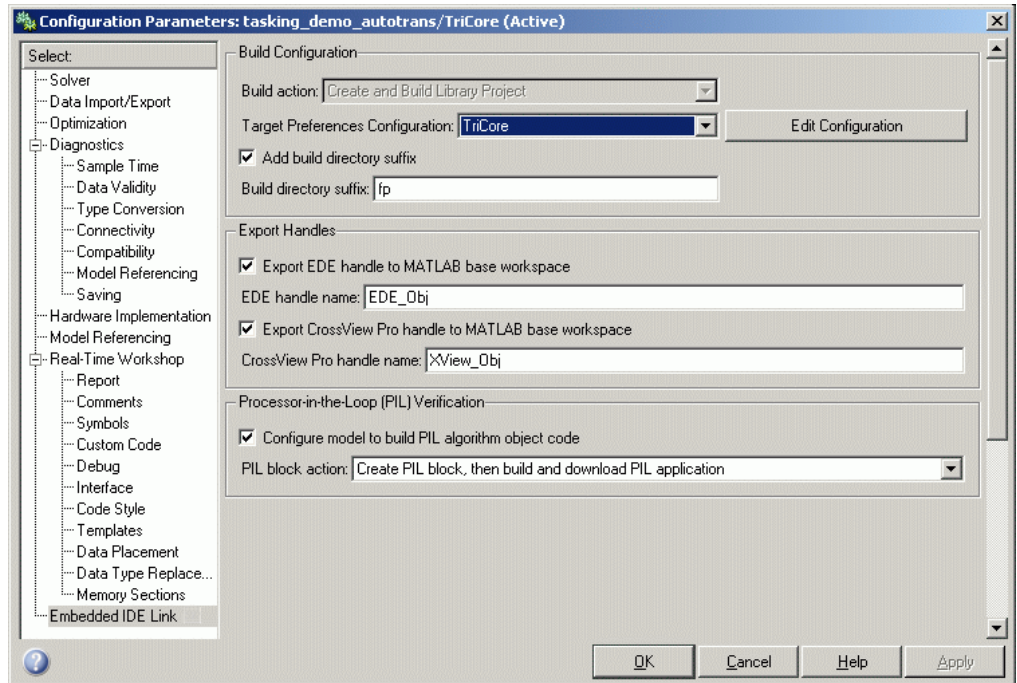 Configuration Parameters: tasking_demo_autotrans/TriCore (Active)
Select:
Solver
Data Import/Export
Optimization
Diagnostics
Sample Time
Data Validity
Type Conversion
Connectivity
Compatibility
Model Referencing
Saving
Hardware Implementation
Model Referencing
Real-Time Workshop
Report
Comments
Symbols
Custom Code
Debug
Interface
Code Style
Templates
Data Placement
Data Type Replace...
Memory Sections
Embedded IDE Link
Build Configuration
Build action: Create and Build Library Project
Target Preferences Configuration: TriCore Edit Configuration
Add build directory suffix
Build directory suffix: fp
Export Handles
Export EDE handle to MATLAB base workspace
EDE handle name: EDE_Obj
Export CrossView Pro handle to MATLAB base workspace
CrossView Pro handle name: XView_Obj
Processor-in-the-Loop (PIL) Verification
Configure model to build PIL algorithm object code
PIL block action: Create PIL block, then build and download PIL application
OK Cancel Help Apply